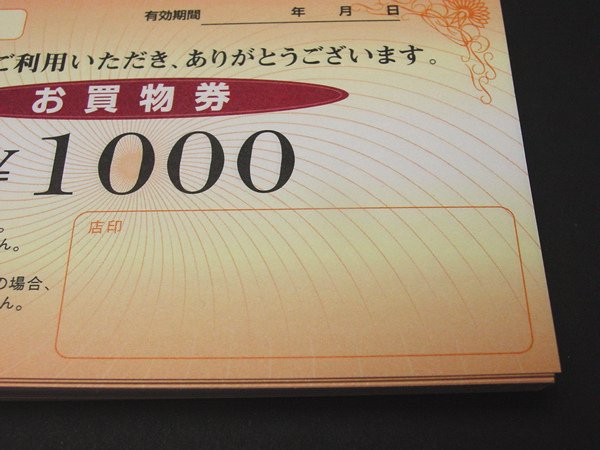 有効期間 年 月 日
ご利用いただき、ありがとうございます。
お買物券
¥1000
店印
。
ん。
の場合、
ん。